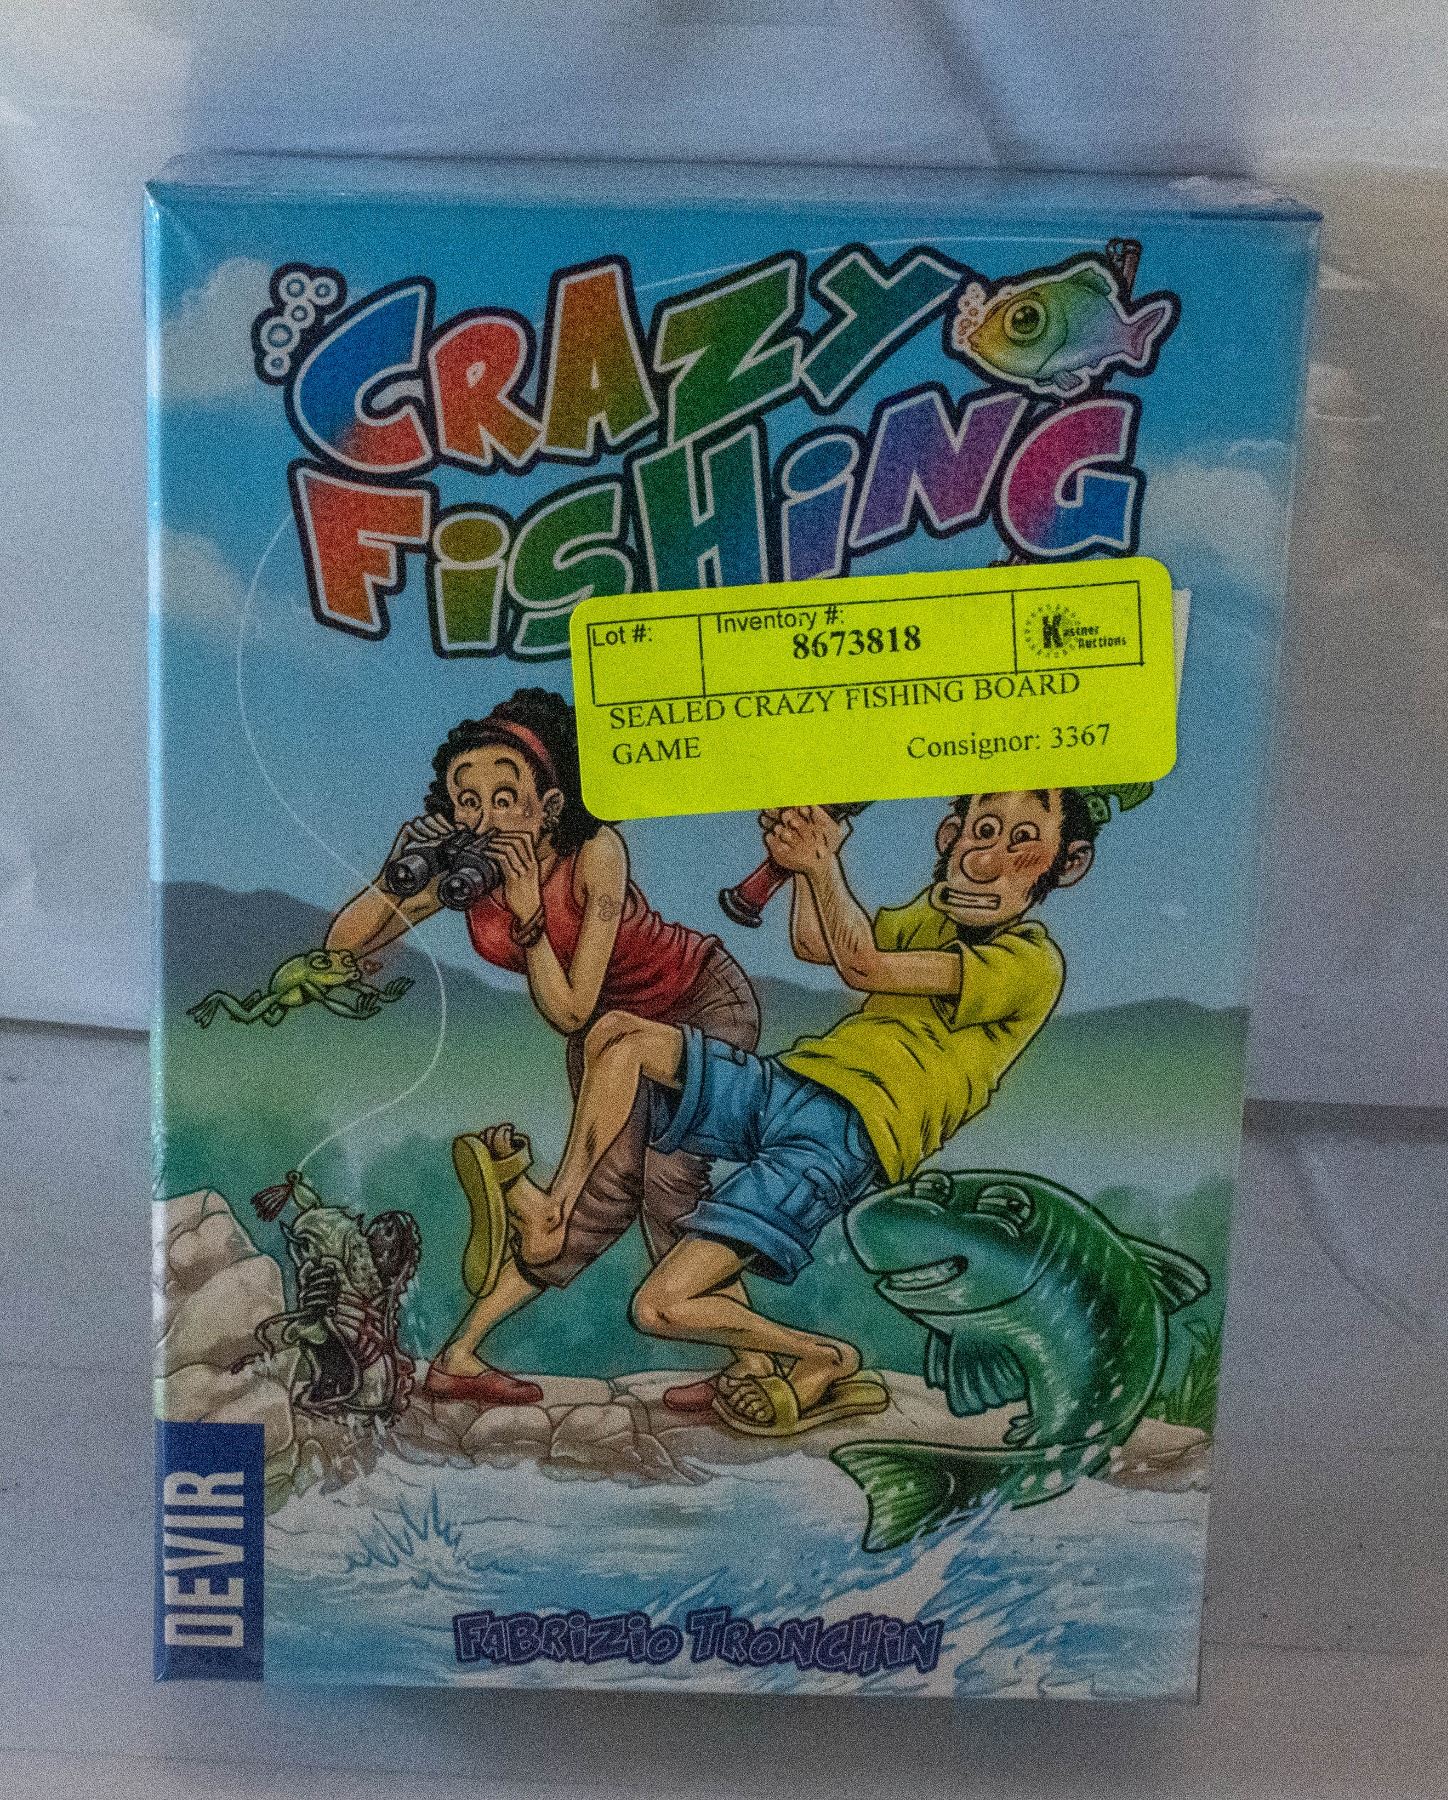 CRAZY
FiSHiNG
Lot #:
Inventory #:
8673818
Kastner
Auctions
SEALED CRAZY FISHING BOARD
GAME
Consignor: 3367
DEVIR
FABRiZiO TRONCHiN